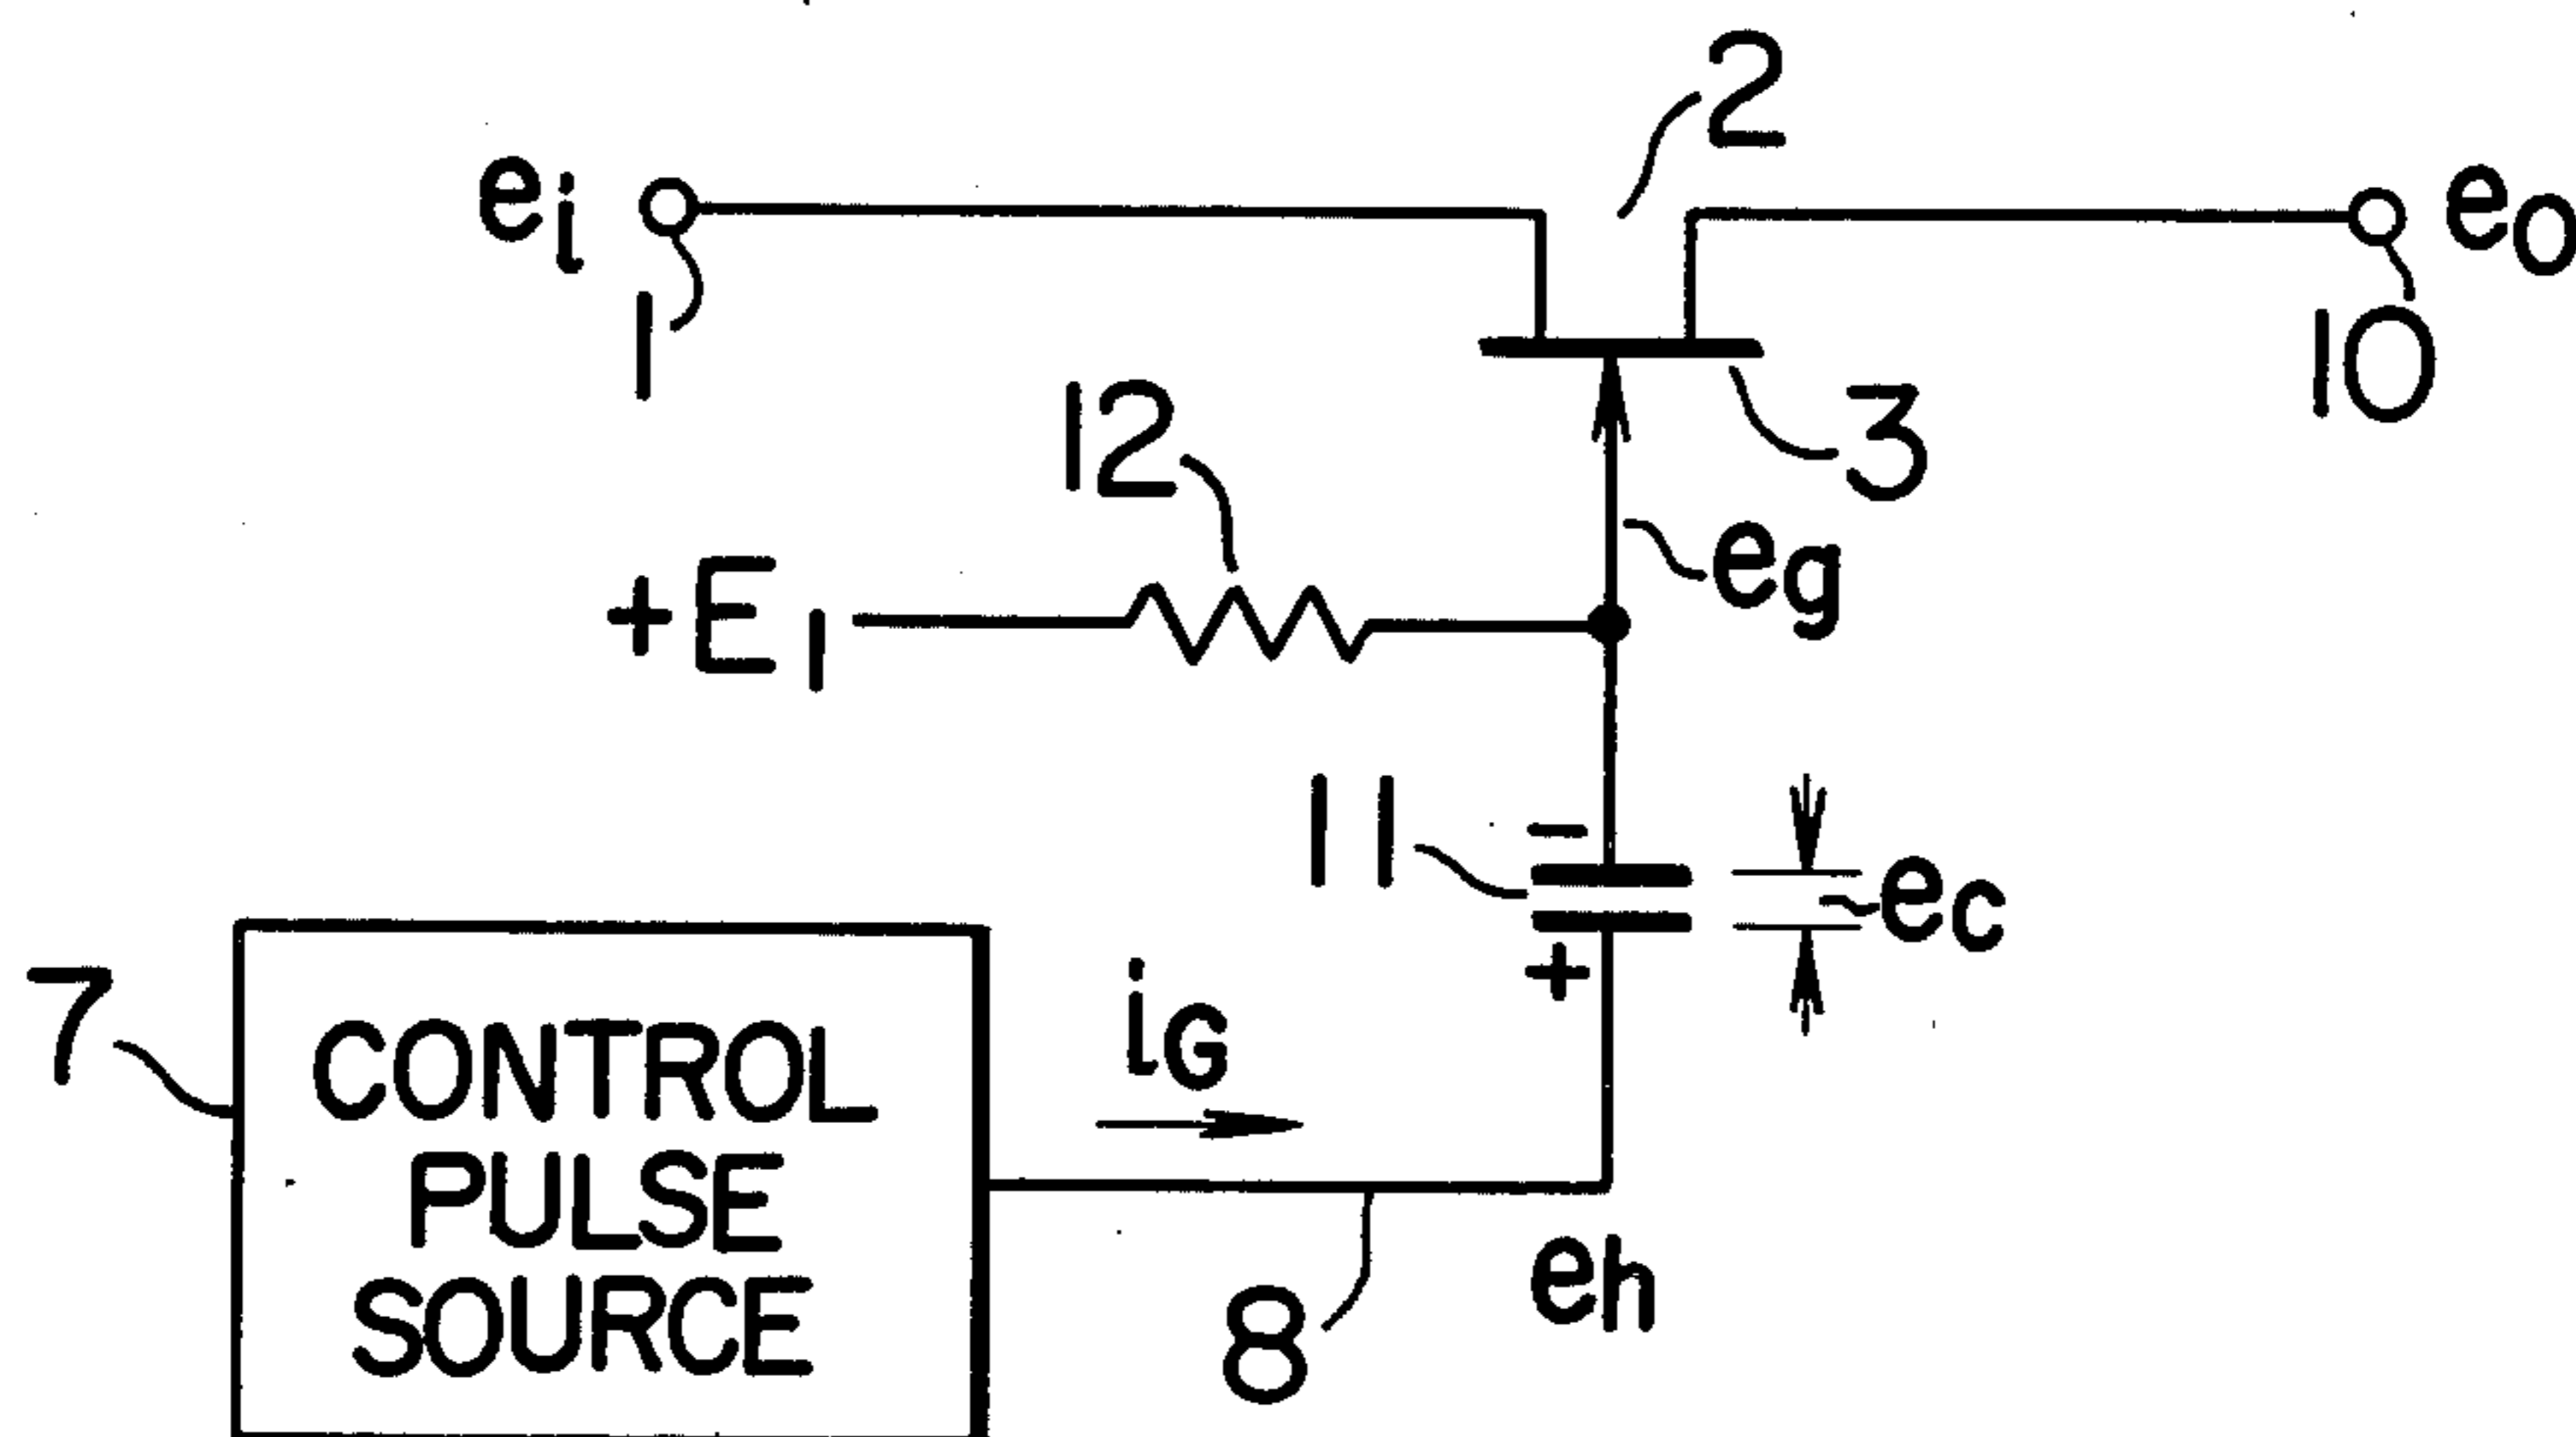 2
ei
eo
1
10
12
3
eg
+E1
11
-
ec
+
7
iG
CONTROL
PULSE
SOURCE
8
eh